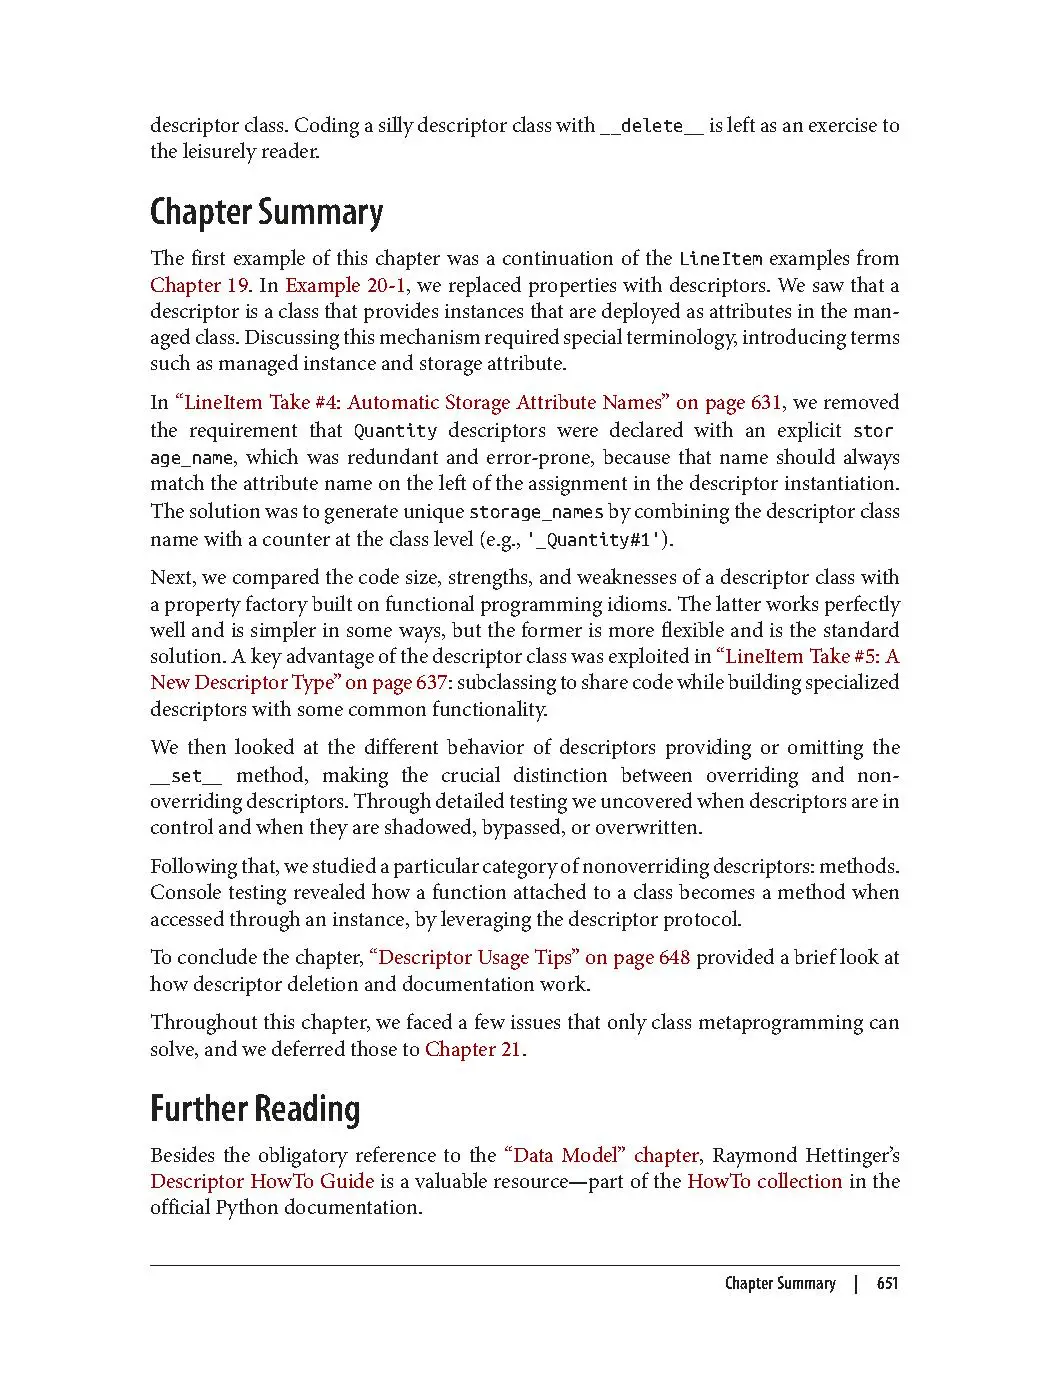 descriptor class. Coding a silly descriptor class with __delete__ is left as an exercise to
the leisurely reader.
Chapter Summary
The first example of this chapter was a continuation of the LineItem examples from
Chapter 19. In Example 20-1, we replaced properties with descriptors. We saw that a
descriptor is a class that provides instances that are deployed as attributes in the man-
aged class. Discussing this mechanism required special terminology, introducing terms
such as managed instance and storage attribute.
In “LineItem Take #4: Automatic Storage Attribute Names” on page 631, we removed
the requirement that Quantity descriptors were declared with an explicit stor
age_name, which was redundant and error-prone, because that name should always
match the attribute name on the left of the assignment in the descriptor instantiation.
The solution was to generate unique storage_names by combining the descriptor class
name with a counter at the class level (e.g., '_Quantity#1').
Next, we compared the code size, strengths, and weaknesses of a descriptor class with
a property factory built on functional programming idioms. The latter works perfectly
well and is simpler in some ways, but the former is more flexible and is the standard
solution. A key advantage of the descriptor class was exploited in “LineItem Take #5: A
New Descriptor Type” on page 637: subclassing to share code while building specialized
descriptors with some common functionality.
We then looked at the different behavior of descriptors providing or omitting the
__set__ method, making the crucial distinction between overriding and non-
overriding descriptors. Through detailed testing we uncovered when descriptors are in
control and when they are shadowed, bypassed, or overwritten.
Following that, we studied a particular category of nonoverriding descriptors: methods.
Console testing revealed how a function attached to a class becomes a method when
accessed through an instance, by leveraging the descriptor protocol.
To conclude the chapter, “Descriptor Usage Tips” on page 648 provided a brief look at
how descriptor deletion and documentation work.
Throughout this chapter, we faced a few issues that only class metaprogramming can
solve, and we deferred those to Chapter 21.
Further Reading
Besides the obligatory reference to the “Data Model” chapter, Raymond Hettinger’s
Descriptor HowTo Guide is a valuable resource—part of the HowTo collection in the
official Python documentation.
Chapter Summary | 651